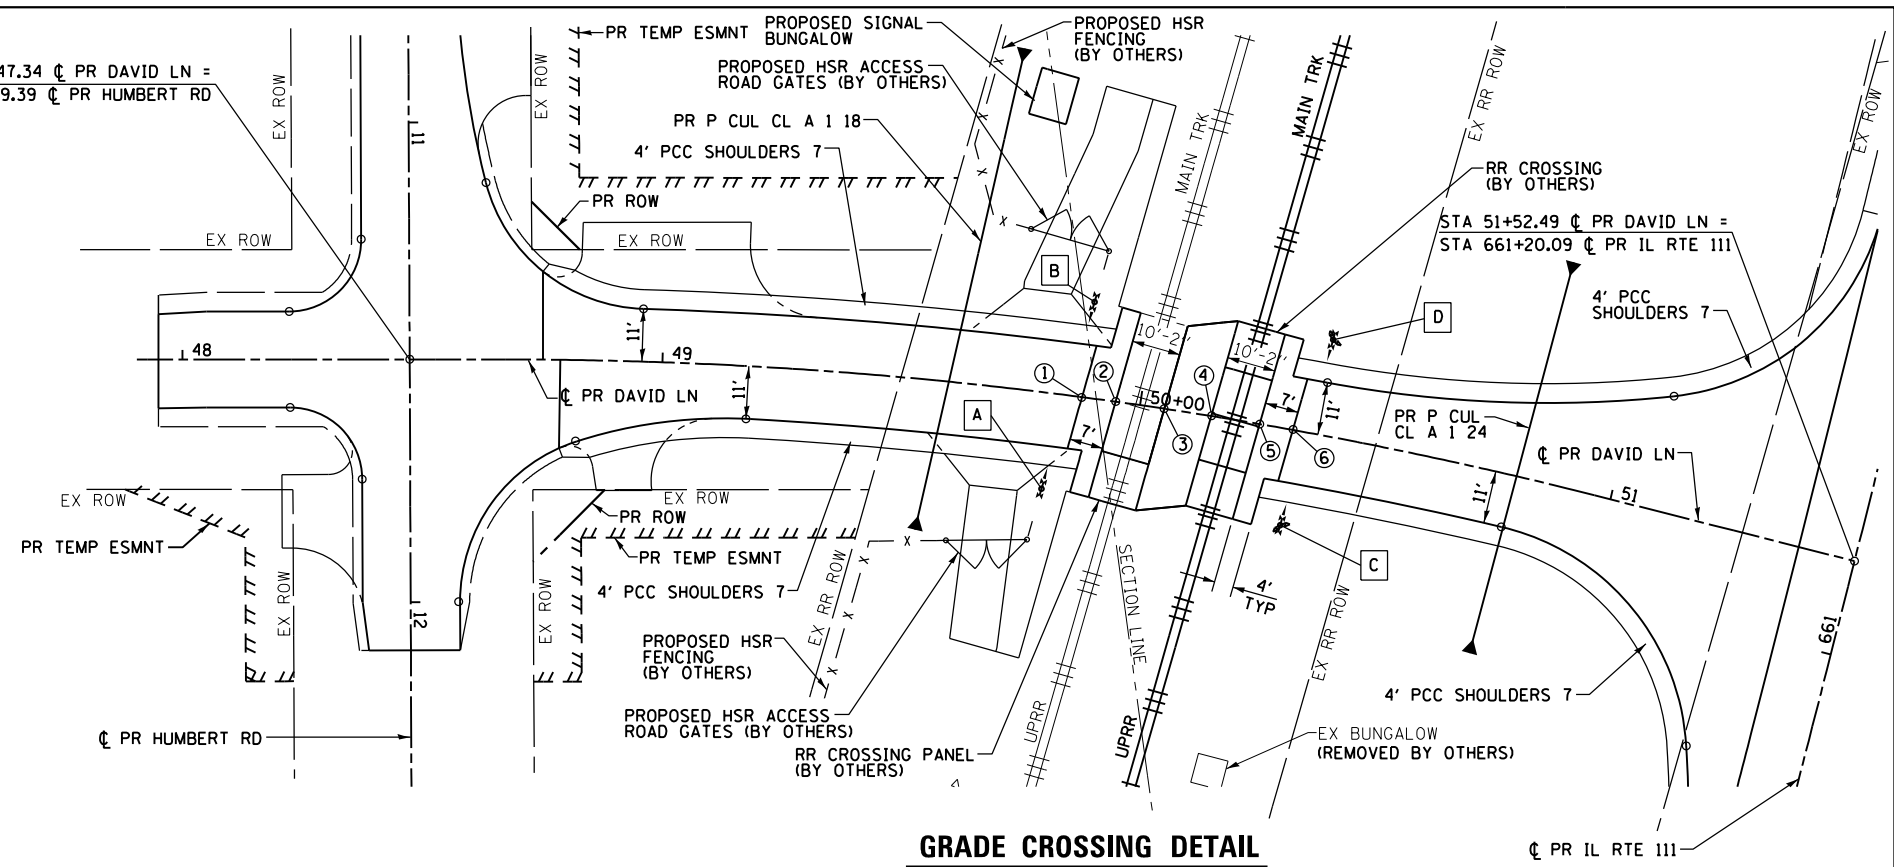 47.34 ℄ PR DAVID LN =
9.39 ℄ PR HUMBERT RD
EX ROW
EX ROW
PR TEMP ESMNT
PROPOSED SIGNAL
BUNGALOW
PROPOSED HSR
FENCING
(BY OTHERS)
PROPOSED HSR ACCESS
ROAD GATES (BY OTHERS)
PR P CUL CL A 1 18
4' PCC SHOULDERS 7
MAIN TRK
MAIN TRK
EX RR ROW
EX ROW
RR CROSSING
(BY OTHERS)
STA 51+52.49 ℄ PR DAVID LN =
STA 661+20.09 ℄ PR IL RTE 111
4' PCC
SHOULDERS 7
11
PR ROW
EX ROW
EX ROW
X
X
X
X
B
D
48
49
11'
11'
℄ PR DAVID LN
10'-2"
10'-2"
1
2
3
4
5
6
50+00
7'
7'
11'
A
PR P CUL
CL A 1 24
℄ PR DAVID LN
51
11'
EX ROW
PR TEMP ESMNT
EX ROW
PR ROW
PR TEMP ESMNT
EX ROW
EX ROW
12
4' PCC SHOULDERS 7
EX RR ROW
X
X
X
X
SECTION LINE
C
4'
TYP
EX RR ROW
661
PROPOSED HSR
FENCING
(BY OTHERS)
PROPOSED HSR ACCESS
ROAD GATES (BY OTHERS)
RR CROSSING PANEL
(BY OTHERS)
UPRR
UPRR
4' PCC SHOULDERS 7
EX BUNGALOW
(REMOVED BY OTHERS)
℄ PR HUMBERT RD
℄ PR IL RTE 111
GRADE CROSSING DETAIL